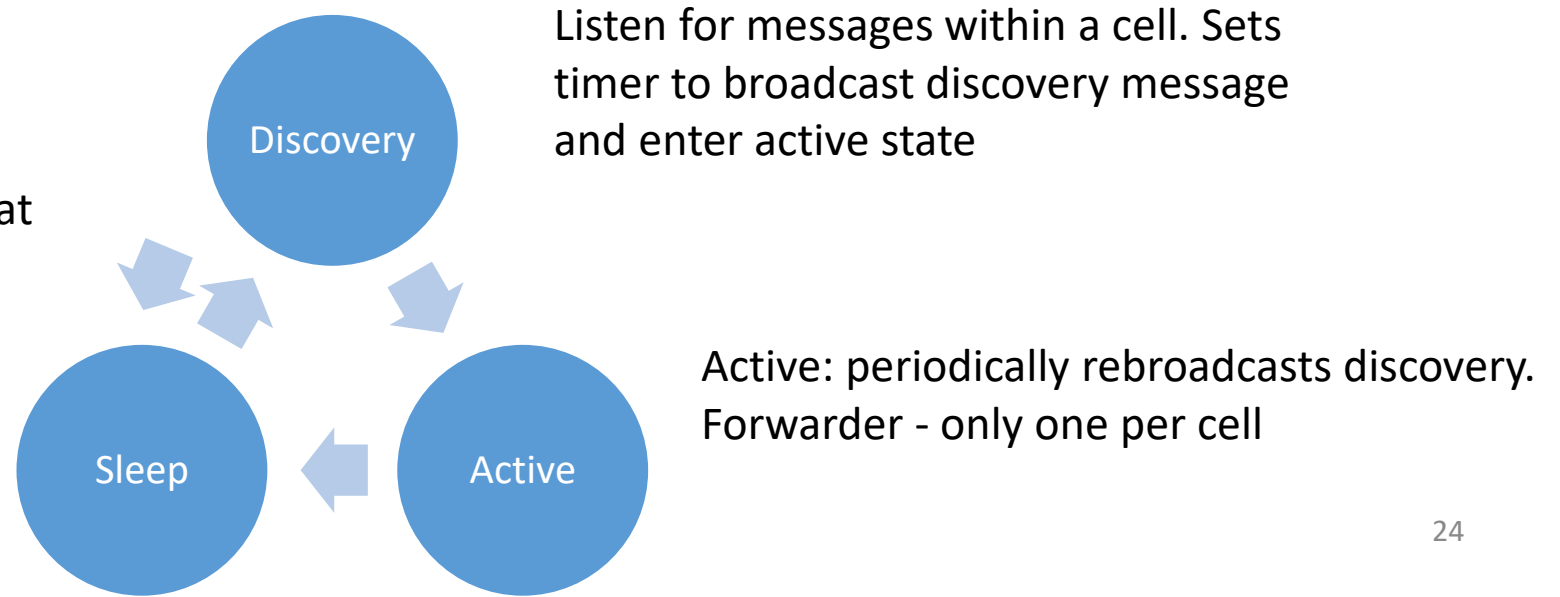 Listen for messages within a cell. Sets
timer to broadcast discovery message
and enter active state
Discovery
at
Active: periodically rebroadcasts discovery.
Forwarder - only one per cell
Sleep
Active
24